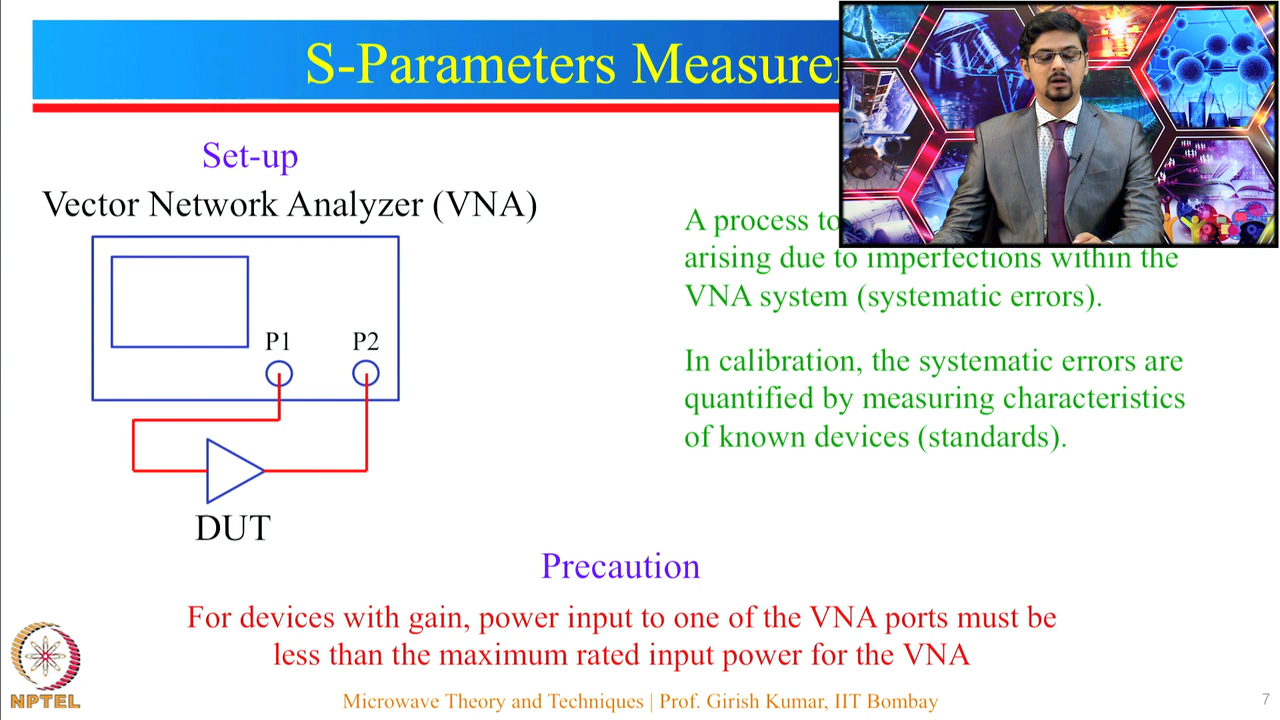 S-Parameters Measure
Set-up
Vector Network Analyzer (VNA)
P1 P2
DUT
A process to
arising due to imperfections within the
VNA system (systematic errors).
In calibration, the systematic errors are
quantified by measuring characteristics
of known devices (standards).
Precaution
For devices with gain, power input to one of the VNA ports must be
less than the maximum rated input power for the VNA
NPTEL
Microwave Theory and Techniques | Prof. Girish Kumar, IIT Bombay
7